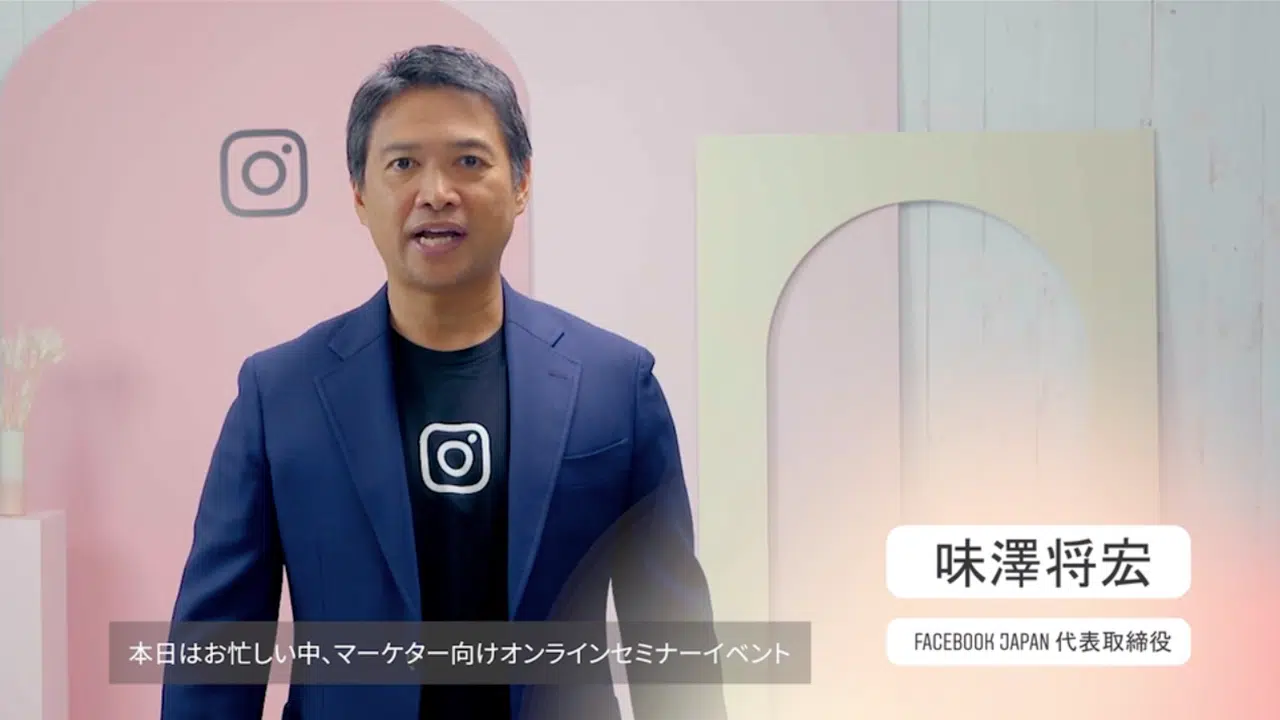 味澤将宏
FACEBOOK JAPAN 代表取締役
本日はお忙しい中、マーケター向けオンラインセミナーイベント